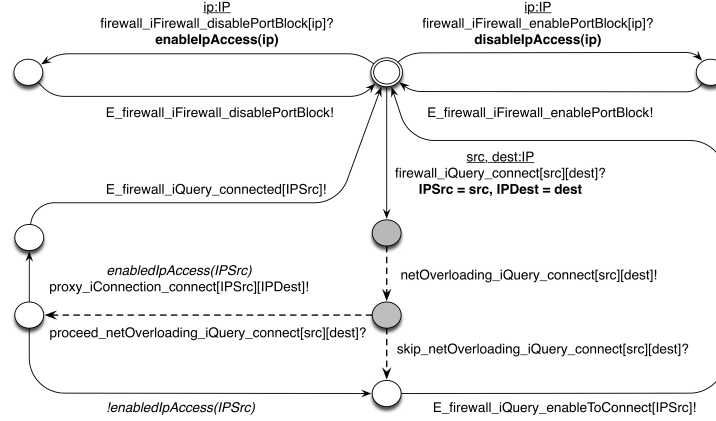 ip:IP
firewall_iFirewall_disablePortBlock[ip]?
enableIpAccess(ip)
ip:IP
firewall_iFirewall_enablePortBlock[ip]?
disableIpAccess(ip)
E_firewall_iFirewall_disablePortBlock!
E_firewall_iFirewall_enablePortBlock!
src, dest:IP
firewall_iQuery_connect[src][dest]?
IPSrc = src, IPDest = dest
E_firewall_iQuery_connected[IPSrc]!
enabledIpAccess(IPSrc)
proxy_iConnection_connect[IPSrc][IPDest]!
netOverloading_iQuery_connect[src][dest]!
proceed_netOverloading_iQuery_connect[src][dest]?
skip_netOverloading_iQuery_connect[src][dest]?
!enabledIpAccess(IPSrc)
E_firewall_iQuery_enableToConnect[IPSrc]!